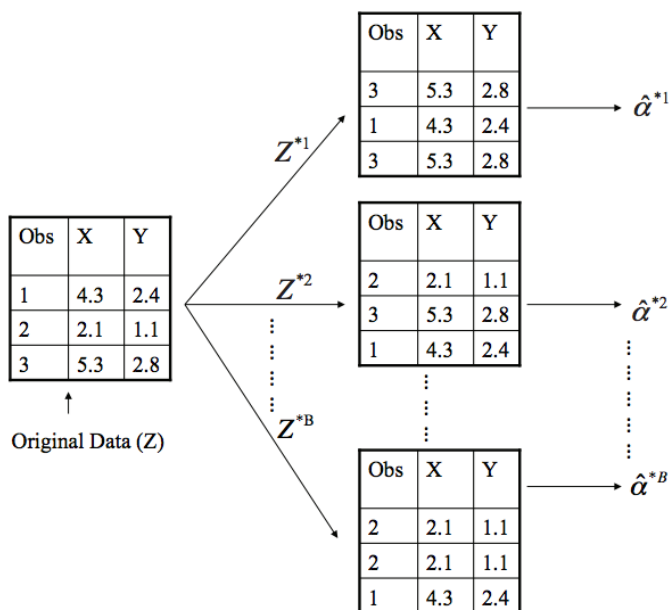 Obs X Y
3 5.3 2.8
1 4.3 2.4
3 5.3 2.8
α̂*1
Z*1
Obs X Y
1 4.3 2.4
2 2.1 1.1
3 5.3 2.8
Original Data (Z)
Z*2
Obs X Y
2 2.1 1.1
3 5.3 2.8
1 4.3 2.4
α̂*2
Z*B
Obs X Y
2 2.1 1.1
2 2.1 1.1
1 4.3 2.4
α̂*B